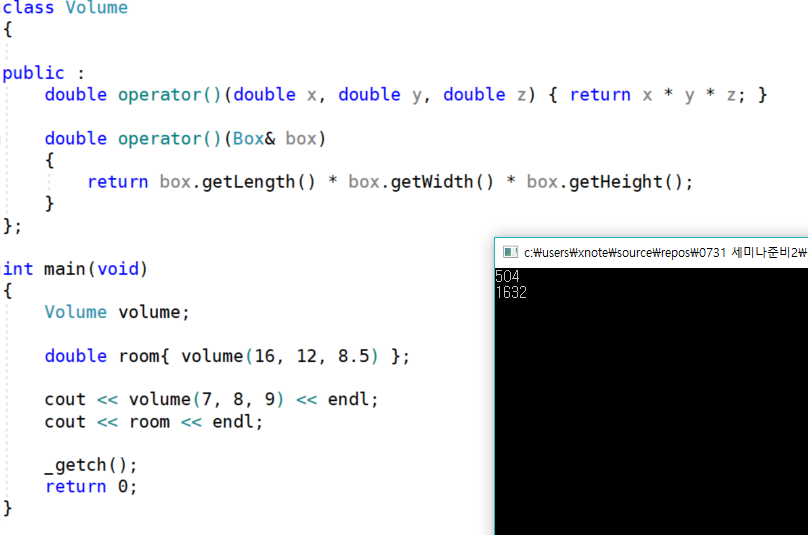 class Volume
{
public :
double operator()(double x, double y, double z) { return x * y * z; }
double operator()(Box& box)
{
return box.getLength() * box.getWidth() * box.getHeight();
}
};
int main(void)
{
Volume volume;
double room{ volume(16, 12, 8.5) };
cout << volume(7, 8, 9) << endl;
cout << room << endl;
_getch();
return 0;
}
c:₩users₩xnote₩source₩repos₩0731 세미나준비2₩
504
1632